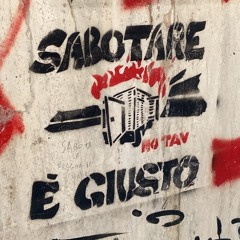 SABOTARE
NO TAV
È GIUSTO